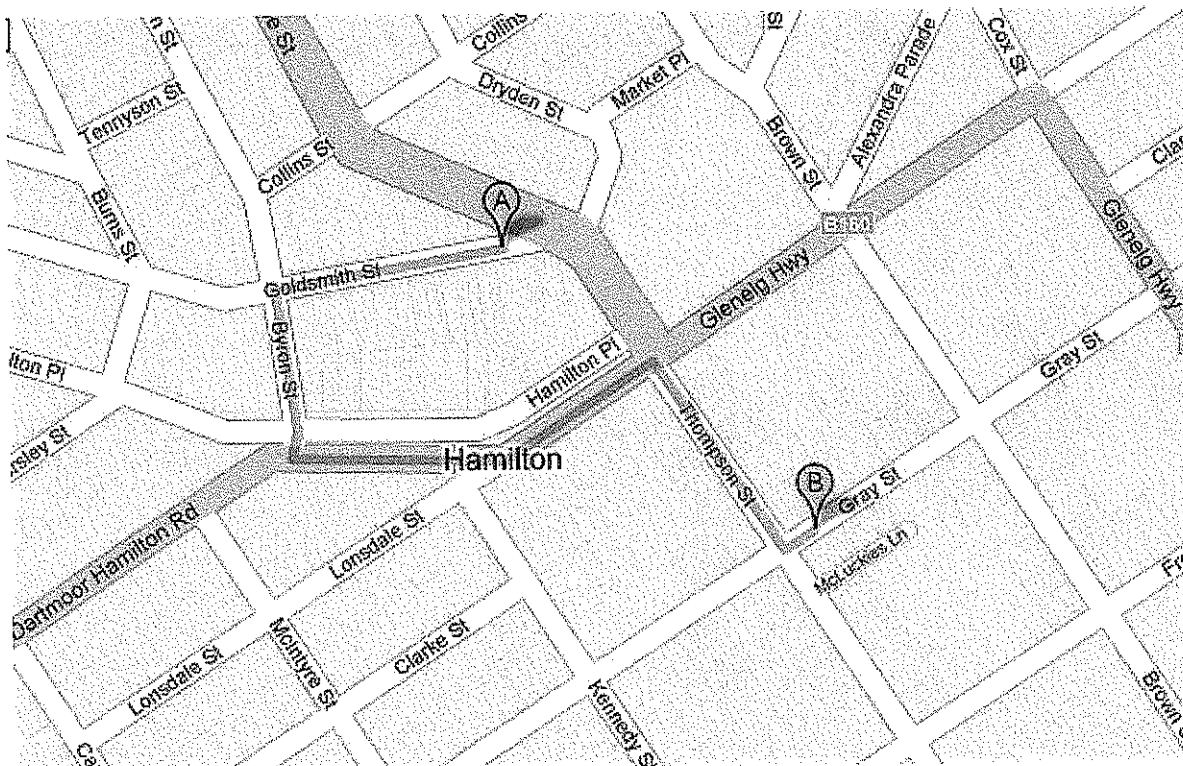 Collins
Cox St
Alexandra Parade
Tennyson St
Dryden St
Market Pl
Brown St
Collins St
Burns St
A
B160
Glenelg Hwy
Goldsmith St
Glenelg Hwy
Byron St
Hamilton Pl
Gray St
Thompson St
Hamilton
B
Gray St
McLuckies Ln
Dartmoor Hamilton Rd
Lonsdale St
Clarke St
McIntyre St
Lonsdale St
Kennedy St
Brown S